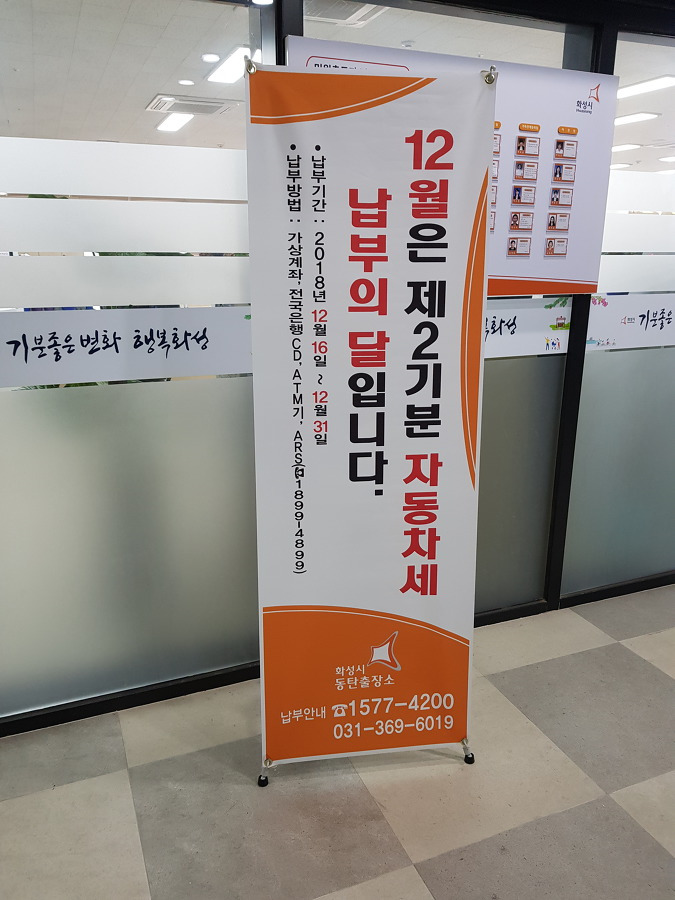 12월은 제2기분 자동차세
납부의 달입니다.
• 납부기간 : 2018년 12월 16일 ~ 12월 31일
• 납부방법 : 가상계좌, 전국은행 CD, ATM기, ARS(☎1899-4899)
화성시
동탄출장소
납부안내 ☎1577-4200
031-369-6019
화성시
기분좋은 변화 행복화성
복화성
기분좋은